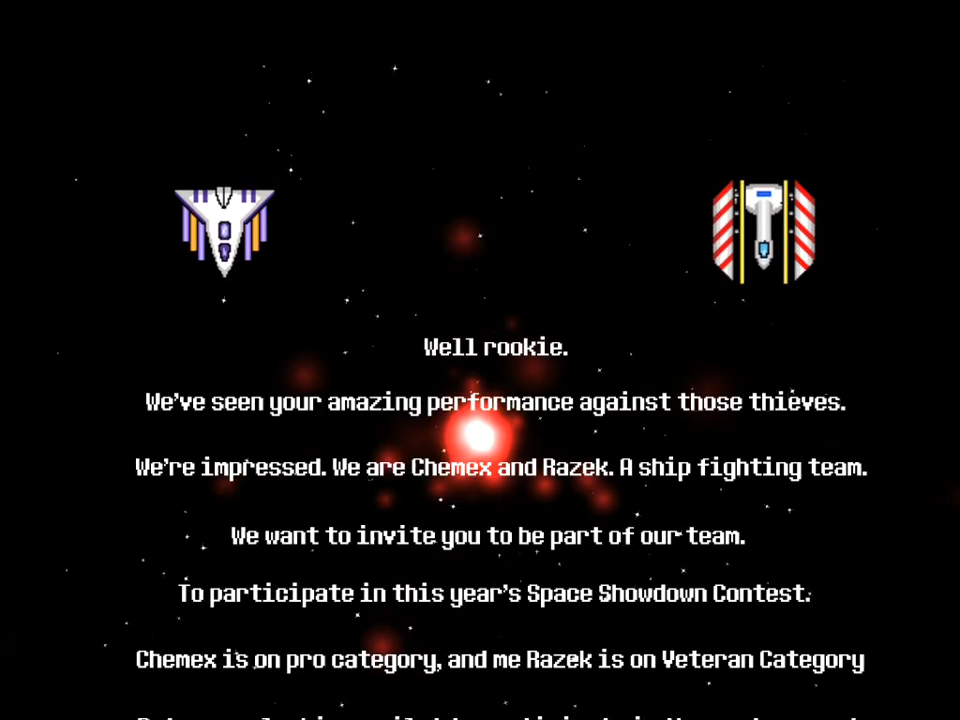 Well rookie.
We've seen your amazing performance against those thieves.
We're impressed. We are Chemex and Razek. A ship fighting team.
We want to invite you to be part of our team.
To participate in this year's Space Showdown Contest.
Chemex is on pro category, and me Razek is on Veteran Category